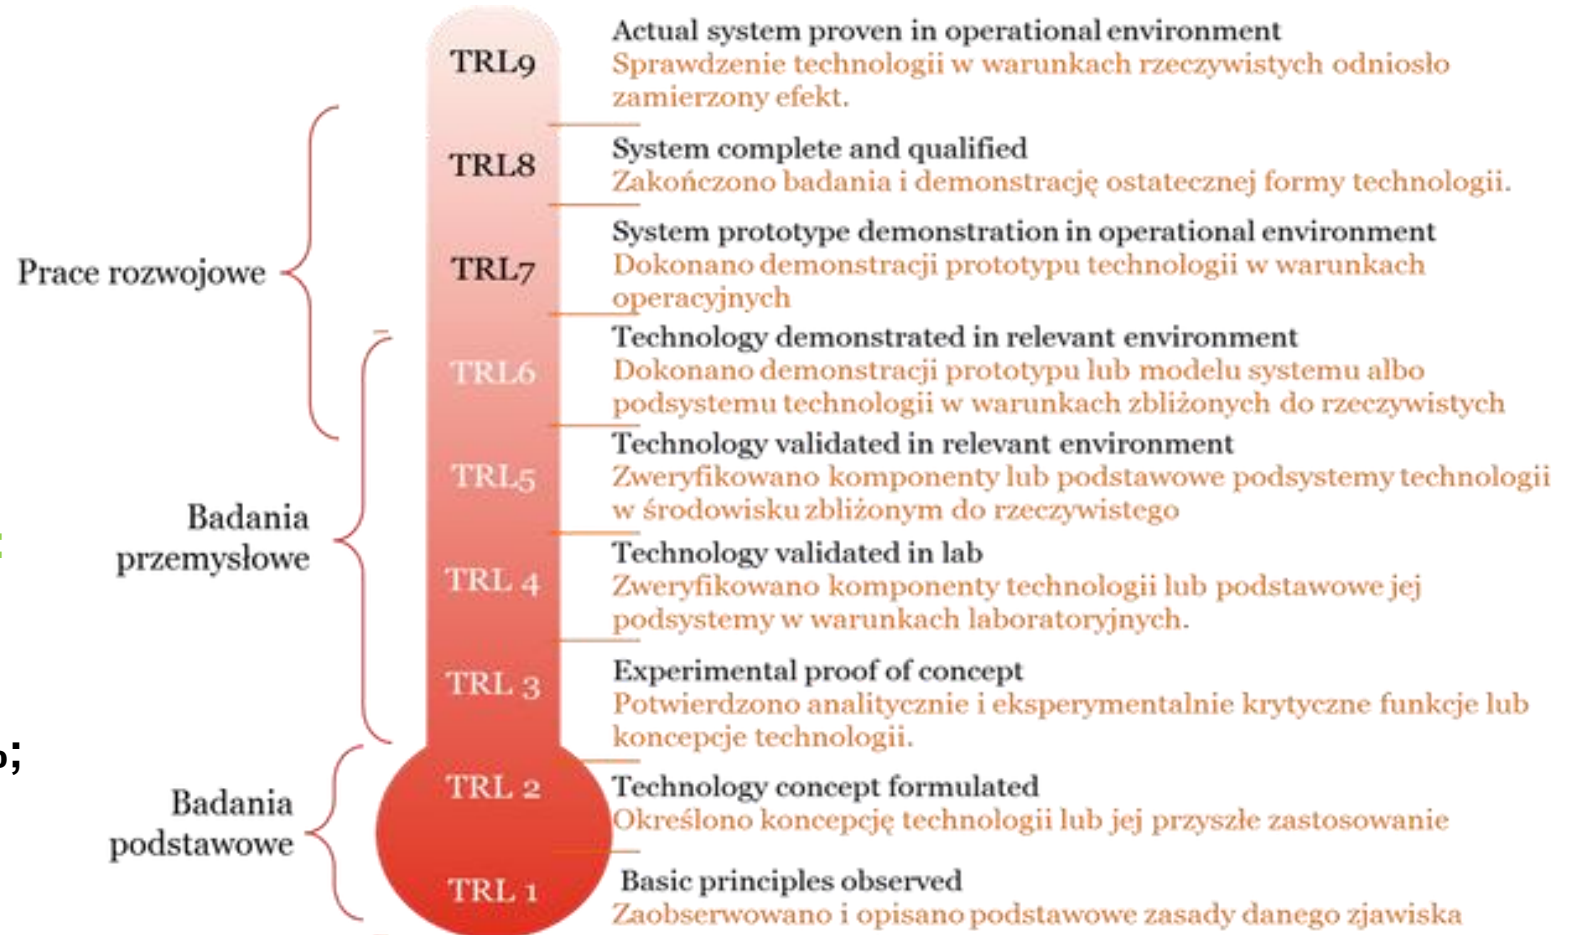 TRL9
Actual system proven in operational environment
Sprawdzenie technologii w warunkach rzeczywistych odniosło
zamierzony efekt.
TRL8
System complete and qualified
Zakończono badania i demonstrację ostatecznej formy technologii.
Prace rozwojowe
TRL7
System prototype demonstration in operational environment
Dokonano demonstracji prototypu technologii w warunkach
operacyjnych
TRL6
Technology demonstrated in relevant environment
Dokonano demonstracji prototypu lub modelu systemu albo
podsystemu technologii w warunkach zbliżonych do rzeczywistych
TRL5
Technology validated in relevant environment
Zweryfikowano komponenty lub podstawowe podsystemy technologii
w środowisku zbliżonym do rzeczywistego
Badania
przemysłowe
TRL 4
Technology validated in lab
Zweryfikowano komponenty technologii lub podstawowe jej
podsystemy w warunkach laboratoryjnych.
TRL 3
Experimental proof of concept
Potwierdzono analitycznie i eksperymentalnie krytyczne funkcje lub
koncepcje technologii.
;
TRL 2
Technology concept formulated
Określono koncepcję technologii lub jej przyszłe zastosowanie
Badania
podstawowe
TRL 1
Basic principles observed
Zaobserwowano i opisano podstawowe zasady danego zjawiska